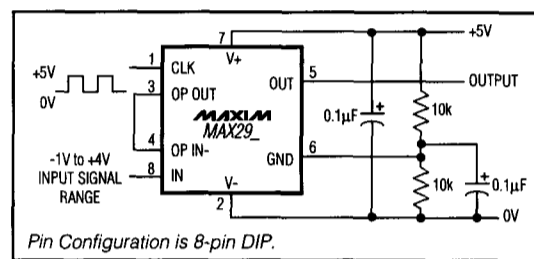 7
+5V
1
CLK
V+
+5V
0V
3
OP OUT
OUT
5
OUTPUT
MAXIM
MAX29_
0.1µF
+
10k
4
OP IN-
GND
6
-1V to +4V
INPUT SIGNAL
RANGE
8
IN
V-
2
10k
+
0.1µF
0V
Pin Configuration is 8-pin DIP.